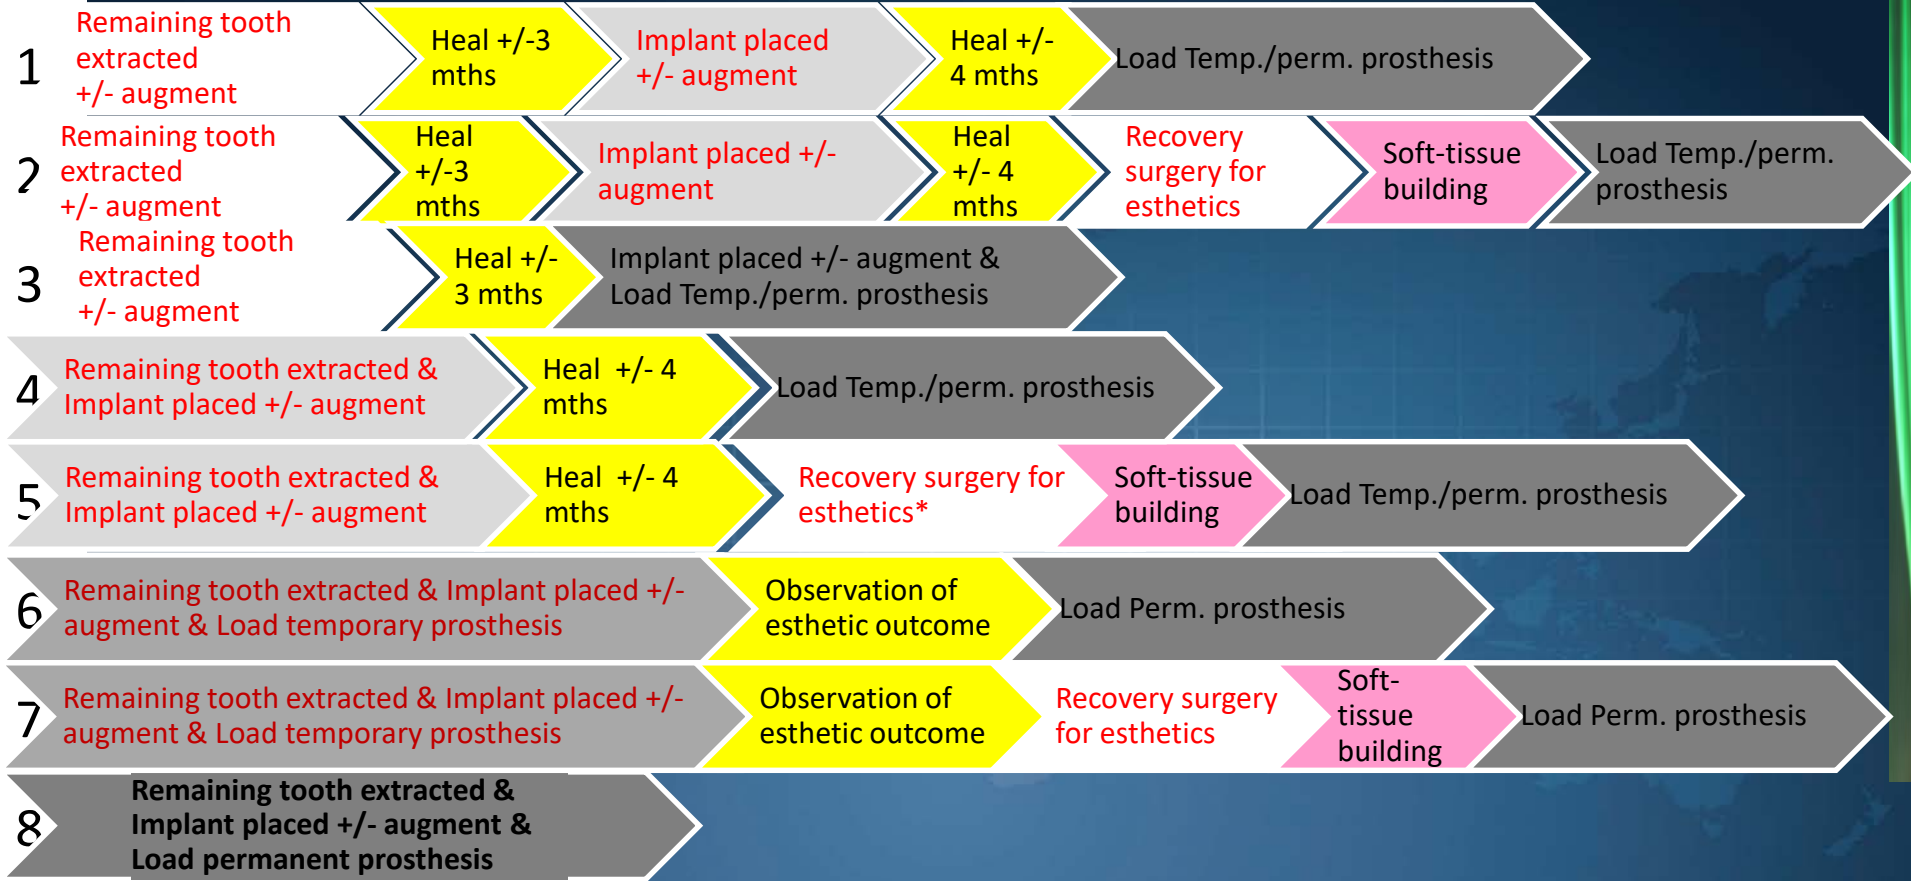 1
Remaining tooth
extracted
+/- augment
Heal +/-3
mths
Implant placed
+/- augment
Heal +/-
4 mths
Load Temp./perm. prosthesis
2
Remaining tooth
extracted
+/- augment
Heal
+/-3
mths
Implant placed +/-
augment
Heal
+/- 4
mths
Recovery
surgery for
esthetics
Soft-tissue
building
Load Temp./perm.
prosthesis
3
Remaining tooth
extracted
+/- augment
Heal +/-
3 mths
Implant placed +/- augment &
Load Temp./perm. prosthesis
4
Remaining tooth extracted &
Implant placed +/- augment
Heal +/- 4
mths
Load Temp./perm. prosthesis
5
Remaining tooth extracted &
Implant placed +/- augment
Heal +/- 4
mths
Recovery surgery for
esthetics*
Soft-tissue
building
Load Temp./perm. prosthesis
6
Remaining tooth extracted & Implant placed +/-
augment & Load temporary prosthesis
Observation of
esthetic outcome
Load Perm. prosthesis
7
Remaining tooth extracted & Implant placed +/-
augment & Load temporary prosthesis
Observation of
esthetic outcome
Recovery surgery
for esthetics
Soft-
tissue
building
Load Perm. prosthesis
8
Remaining tooth extracted &
Implant placed +/- augment &
Load permanent prosthesis